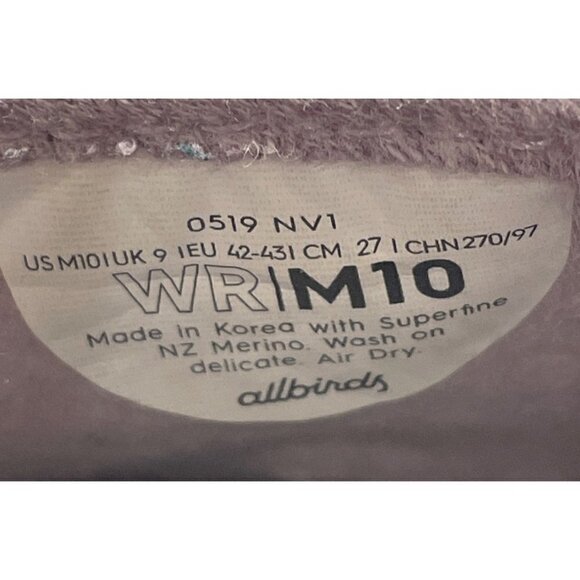 0519 NV1
US M10 | UK 9 | EU 42-43 | CM 27 | CHN 270/97
WR|M10
Made in Korea with Superfine
NZ Merino. Wash on
delicate. Air Dry.
allbirds